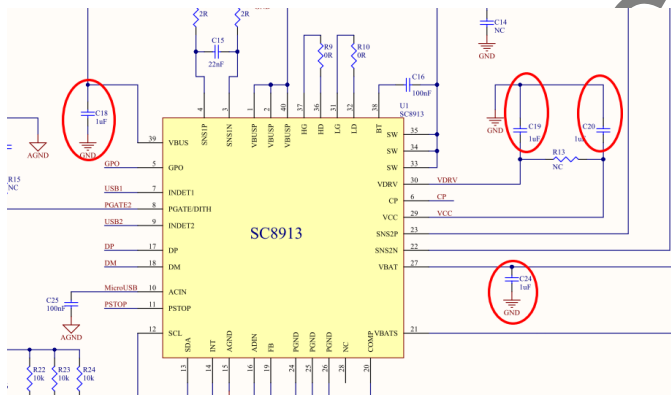 2R
2R
C14
NC
GND
C15
22nF
R9
0R
R10
0R
C16
100nF
C18
1uF
GND
AGND
GND
C19
1uF
C20
1uF
R13
NC
U1
SC8913
4
3
1
2
40
37
36
31
32
38
SNS1P
SNS1N
VBUSP
VBUSP
VBUSP
HG
HD
LG
LD
BT
39
VBUS
SW
35
GPO
5
GPO
SW
34
SW
33
R15
NC
USB1
7
INDET1
VDRV
30
VDRV
PGATE2
8
PGATE/DITH
CP
6
CP
USB2
9
INDET2
VCC
29
VCC
SC8913
SNS2P
23
DP
17
DP
SNS2N
22
DM
18
DM
VBAT
27
C24
1uF
GND
MicroUSB
10
ACIN
C25
100nF
PSTOP
11
PSTOP
AGND
12
SCL
VBATS
21
SDA
INT
AGND
ADIN
FB
PGND
PGND
PGND
NC
COMP
13
14
15
16
19
24
25
26
28
20
R22
10k
R23
10k
R24
10k